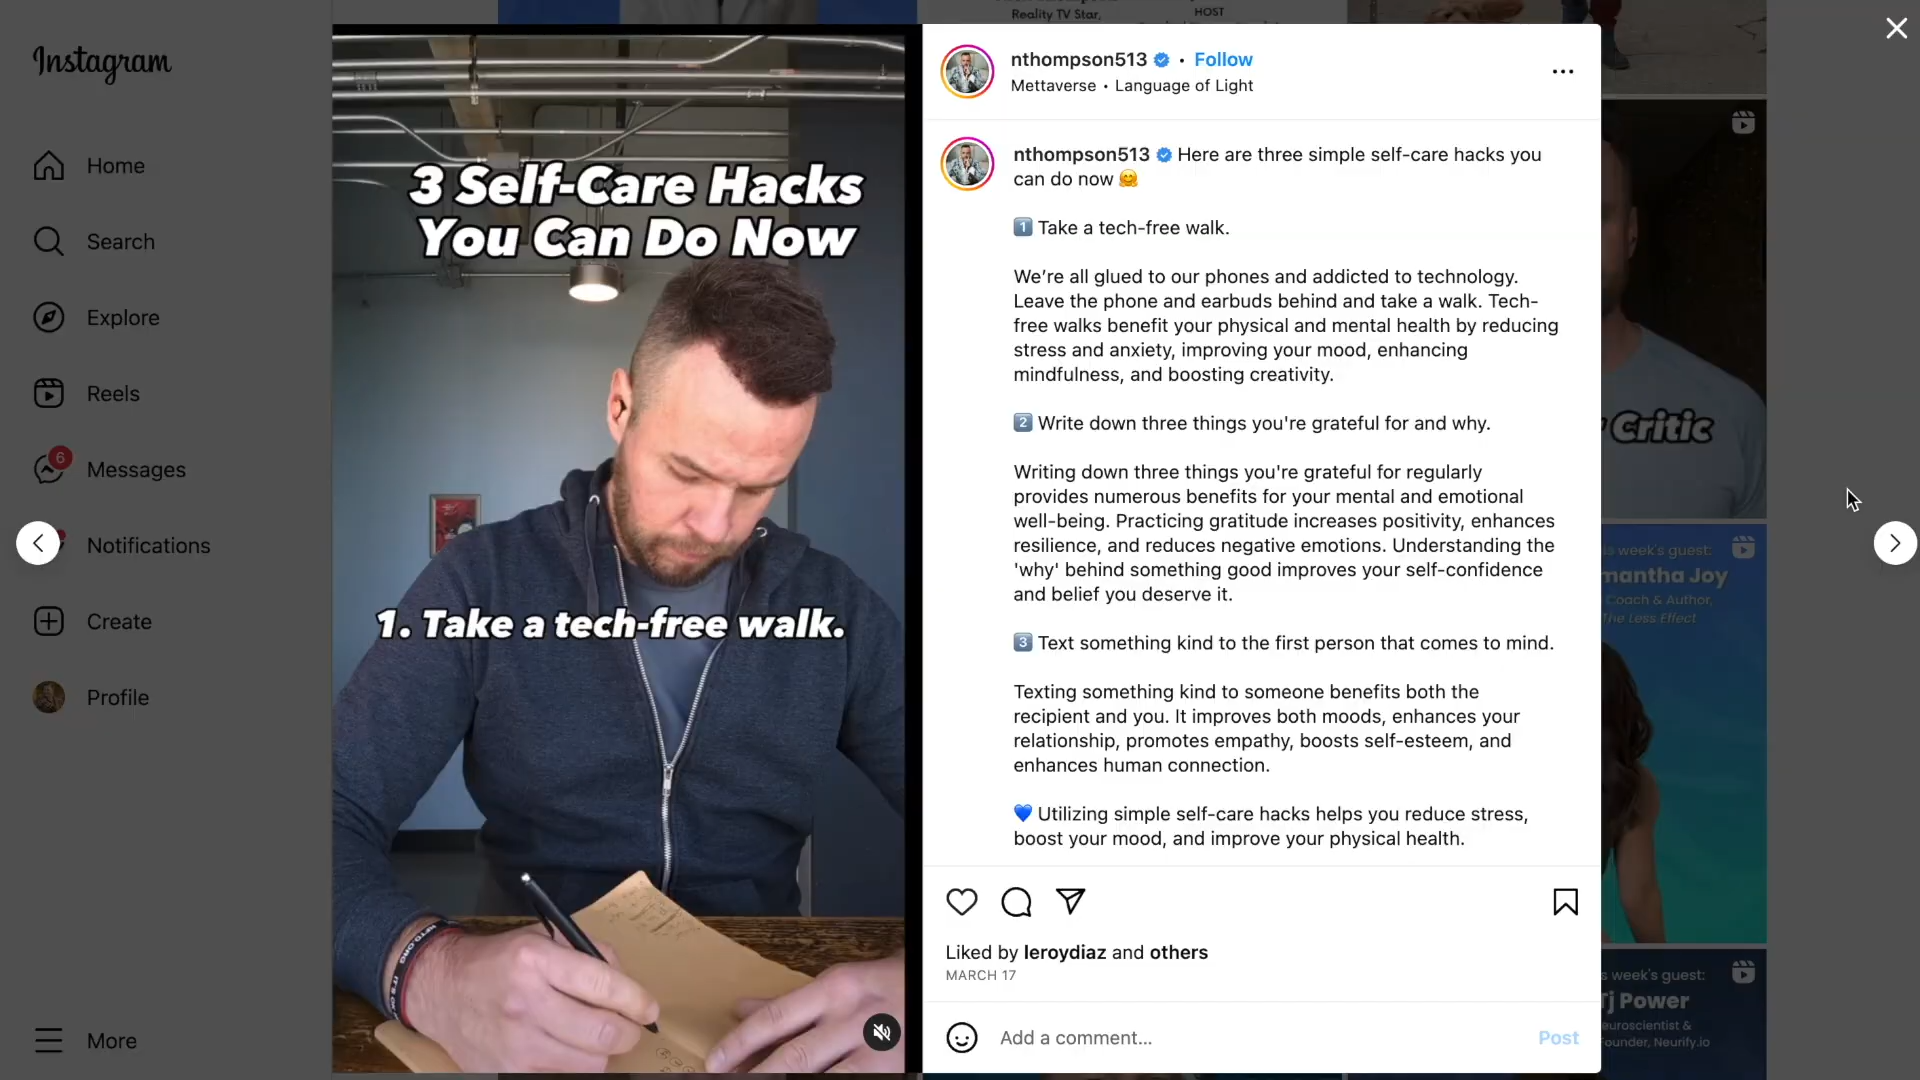 Reality TV Star,
HOST
Instagram
Home
Search
Explore
Reels
6
Messages
Notifications
Create
Profile
More
3 Self-Care Hacks
You Can Do Now
1. Take a tech-free walk.
nthompson513 • Follow
Mettaverse • Language of Light
nthompson513 Here are three simple self-care hacks you
can do now 🤗
1️⃣ Take a tech-free walk.
We’re all glued to our phones and addicted to technology.
Leave the phone and earbuds behind and take a walk. Tech-
free walks benefit your physical and mental health by reducing
stress and anxiety, improving your mood, enhancing
mindfulness, and boosting creativity.
2️⃣ Write down three things you're grateful for and why.
Writing down three things you're grateful for regularly
provides numerous benefits for your mental and emotional
well-being. Practicing gratitude increases positivity, enhances
resilience, and reduces negative emotions. Understanding the
'why' behind something good improves your self-confidence
and belief you deserve it.
3️⃣ Text something kind to the first person that comes to mind.
Texting something kind to someone benefits both the
recipient and you. It improves both moods, enhances your
relationship, promotes empathy, boosts self-esteem, and
enhances human connection.
💙 Utilizing simple self-care hacks helps you reduce stress,
boost your mood, and improve your physical health.
Liked by leroydiaz and others
MARCH 17
Add a comment...
Post
Critic
is week's guest:
mantha Joy
Coach & Author,
The Less Effect
s week's guest:
Tj Power
euroscientist &
ounder, Neurify.io